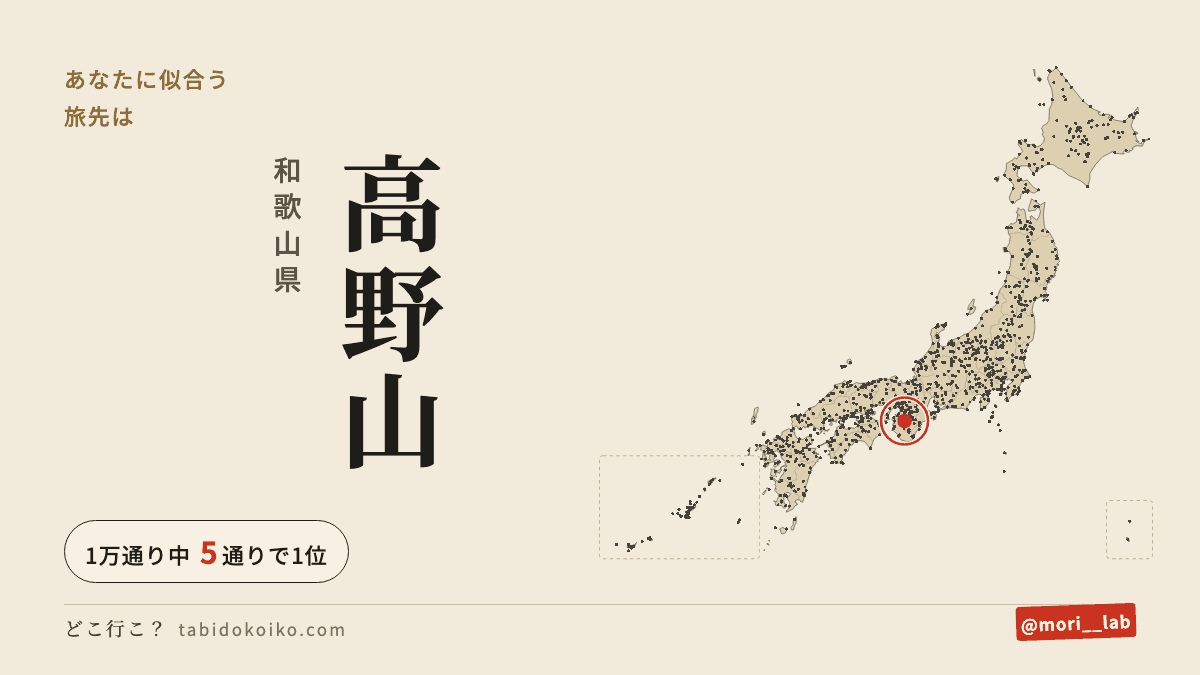 あなたに似合う
旅先は
高野山
和歌山県
1万通り中 5通りで1位
どこ行こ? tabidokoiko.com
@mori__lab